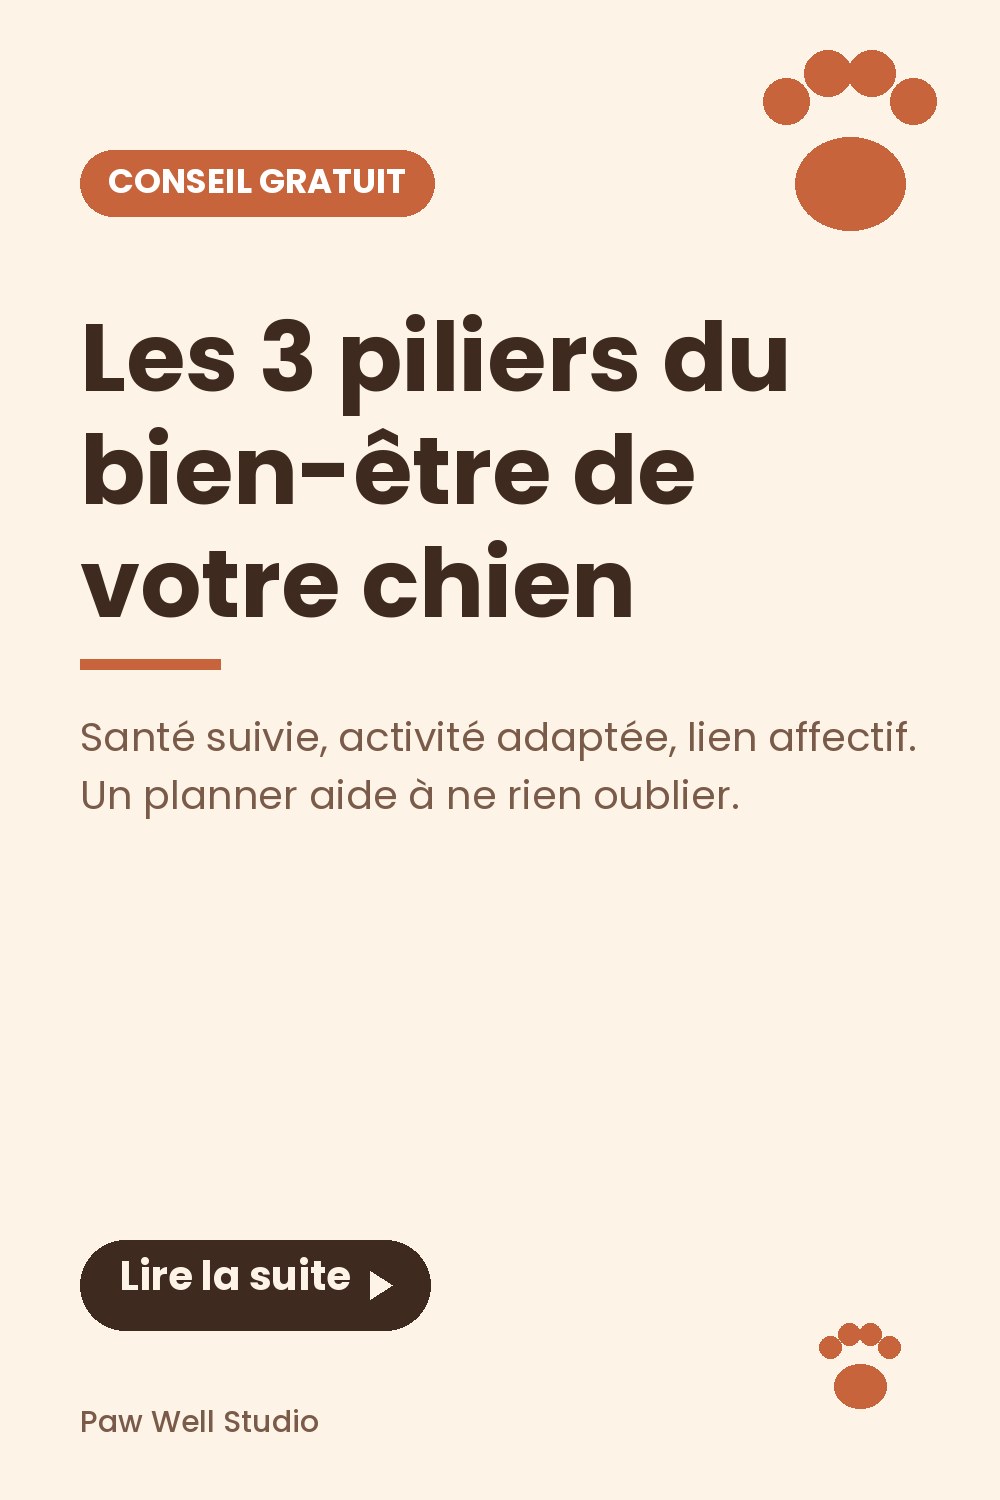 CONSEIL GRATUIT
Les 3 piliers du
bien-être de
votre chien
Santé suivie, activité adaptée, lien affectif.
Un planner aide à ne rien oublier.
Lire la suite
Paw Well Studio